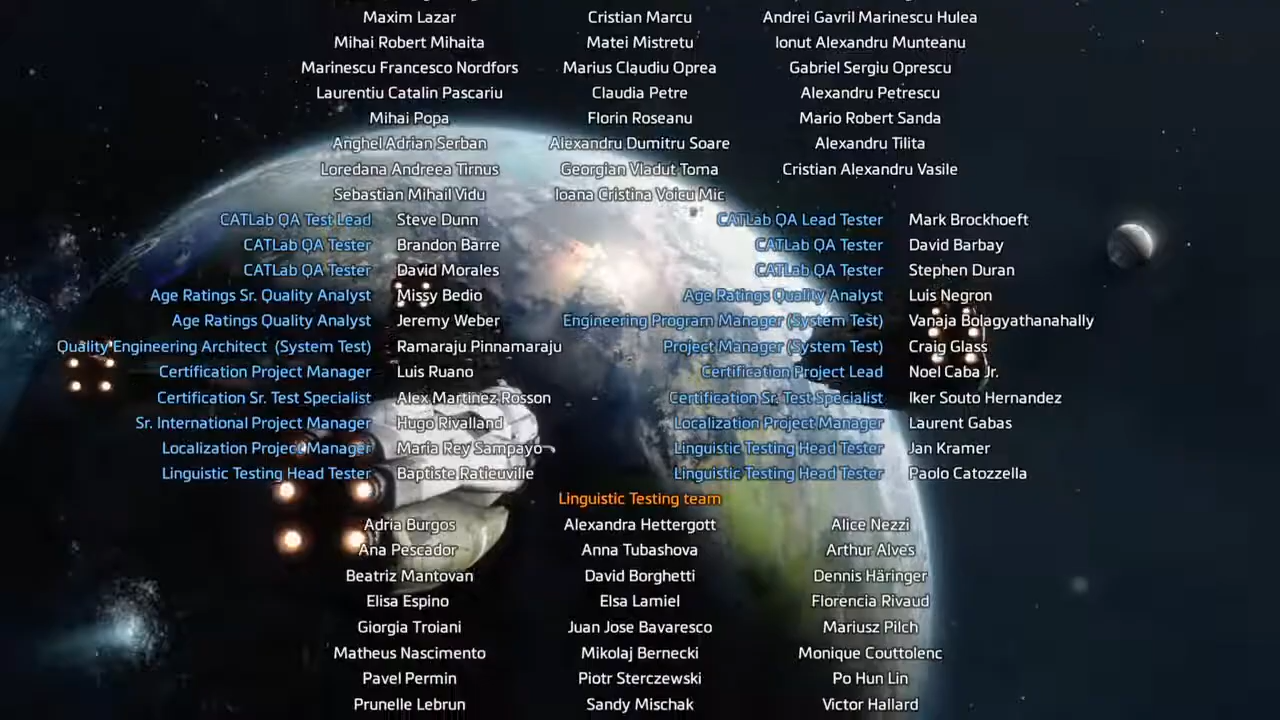 Maxim Lazar Cristian Marcu Andrei Gavril Marinescu Hulea
Mihai Robert Mihaita Matei Mistretu Ionut Alexandru Munteanu
Marinescu Francesco Nordfors Marius Claudiu Oprea Gabriel Sergiu Oprescu
Laurentiu Catalin Pascariu Claudia Petre Alexandru Petrescu
Mihai Popa Florin Roseanu Mario Robert Sanda
Anghel Adrian Serban Alexandru Dumitru Soare Alexandru Tilita
Loredana Andreea Tirnus Georgian Vladut Toma Cristian Alexandru Vasile
Sebastian Mihail Vidu Ioana Cristina Voicu Mic
CATLab QA Test Lead Steve Dunn CATLab QA Lead Tester Mark Brockhoeft
CATLab QA Tester Brandon Barre CATLab QA Tester David Barbay
CATLab QA Tester David Morales CATLab QA Tester Stephen Duran
Age Ratings Sr. Quality Analyst Missy Bedio Age Ratings Quality Analyst Luis Negron
Age Ratings Quality Analyst Jeremy Weber Engineering Program Manager (System Test) Vanaja Bolagyathanahally
Quality Engineering Architect (System Test) Ramaraju Pinnamaraju Project Manager (System Test) Craig Glass
Certification Project Manager Luis Ruano Certification Project Lead Noel Caba Jr.
Certification Sr. Test Specialist Alex Martinez Rosson Certification Sr. Test Specialist Iker Souto Hernandez
Sr. International Project Manager Hugo Rivalland Localization Project Manager Laurent Gabas
Localization Project Manager Maria Rey Sampayo Linguistic Testing Head Tester Jan Kramer
Linguistic Testing Head Tester Baptiste Ratieuville Linguistic Testing Head Tester Paolo Catozzella
Linguistic Testing team
Adria Burgos Alexandra Hettergott Alice Nezzi
Ana Pescador Anna Tubashova Arthur Alves
Beatriz Mantovan David Borghetti Dennis Häringer
Elisa Espino Elsa Lamiel Florencia Rivaud
Giorgia Troiani Juan Jose Bavaresco Mariusz Pilch
Matheus Nascimento Mikolaj Bernecki Monique Couttolenc
Pavel Permin Piotr Sterczewski Po Hun Lin
Prunelle Lebrun Sandy Mischak Victor Hallard